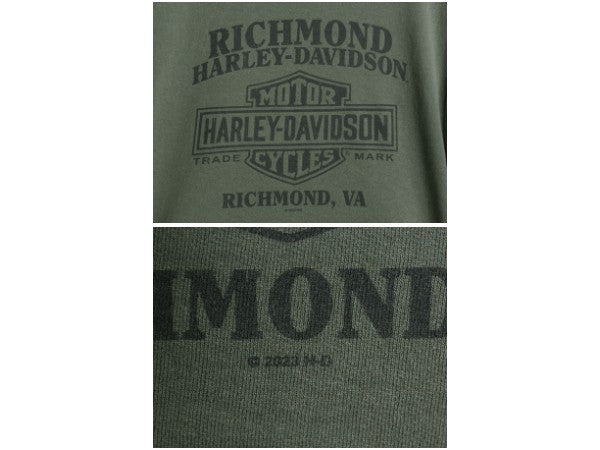 RICHMOND
HARLEY-DAVIDSON
MOTOR
HARLEY-DAVIDSON
TRADE MARK
CYCLES
RICHMOND, VA
IMOND
© 2023 H-D